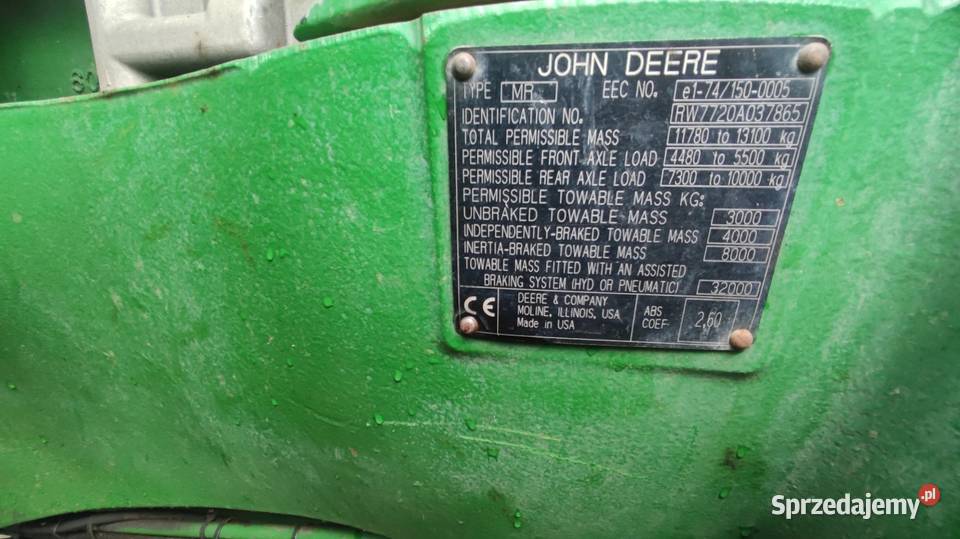 60
JOHN DEERE
TYPE MR EEC NO. e1-74/150-0005
IDENTIFICATION NO. RW7720A037865
TOTAL PERMISSIBLE MASS 11780 to 13100 kg
PERMISSIBLE FRONT AXLE LOAD 4480 to 5500 kg
PERMISSIBLE REAR AXLE LOAD 7300 to 10000 kg
PERMISSIBLE TOWABLE MASS KG:
UNBRAKED TOWABLE MASS 3000
INDEPENDENTLY-BRAKED TOWABLE MASS 4000
INERTIA-BRAKED TOWABLE MASS 8000
TOWABLE MASS FITTED WITH AN ASSISTED
BRAKING SYSTEM (HYD OR PNEUMATIC) 32000
CE
DEERE & COMPANY
MOLINE, ILLINOIS, USA
Made in USA
ABS
COEF
2,60
Sprzedajemy.pl